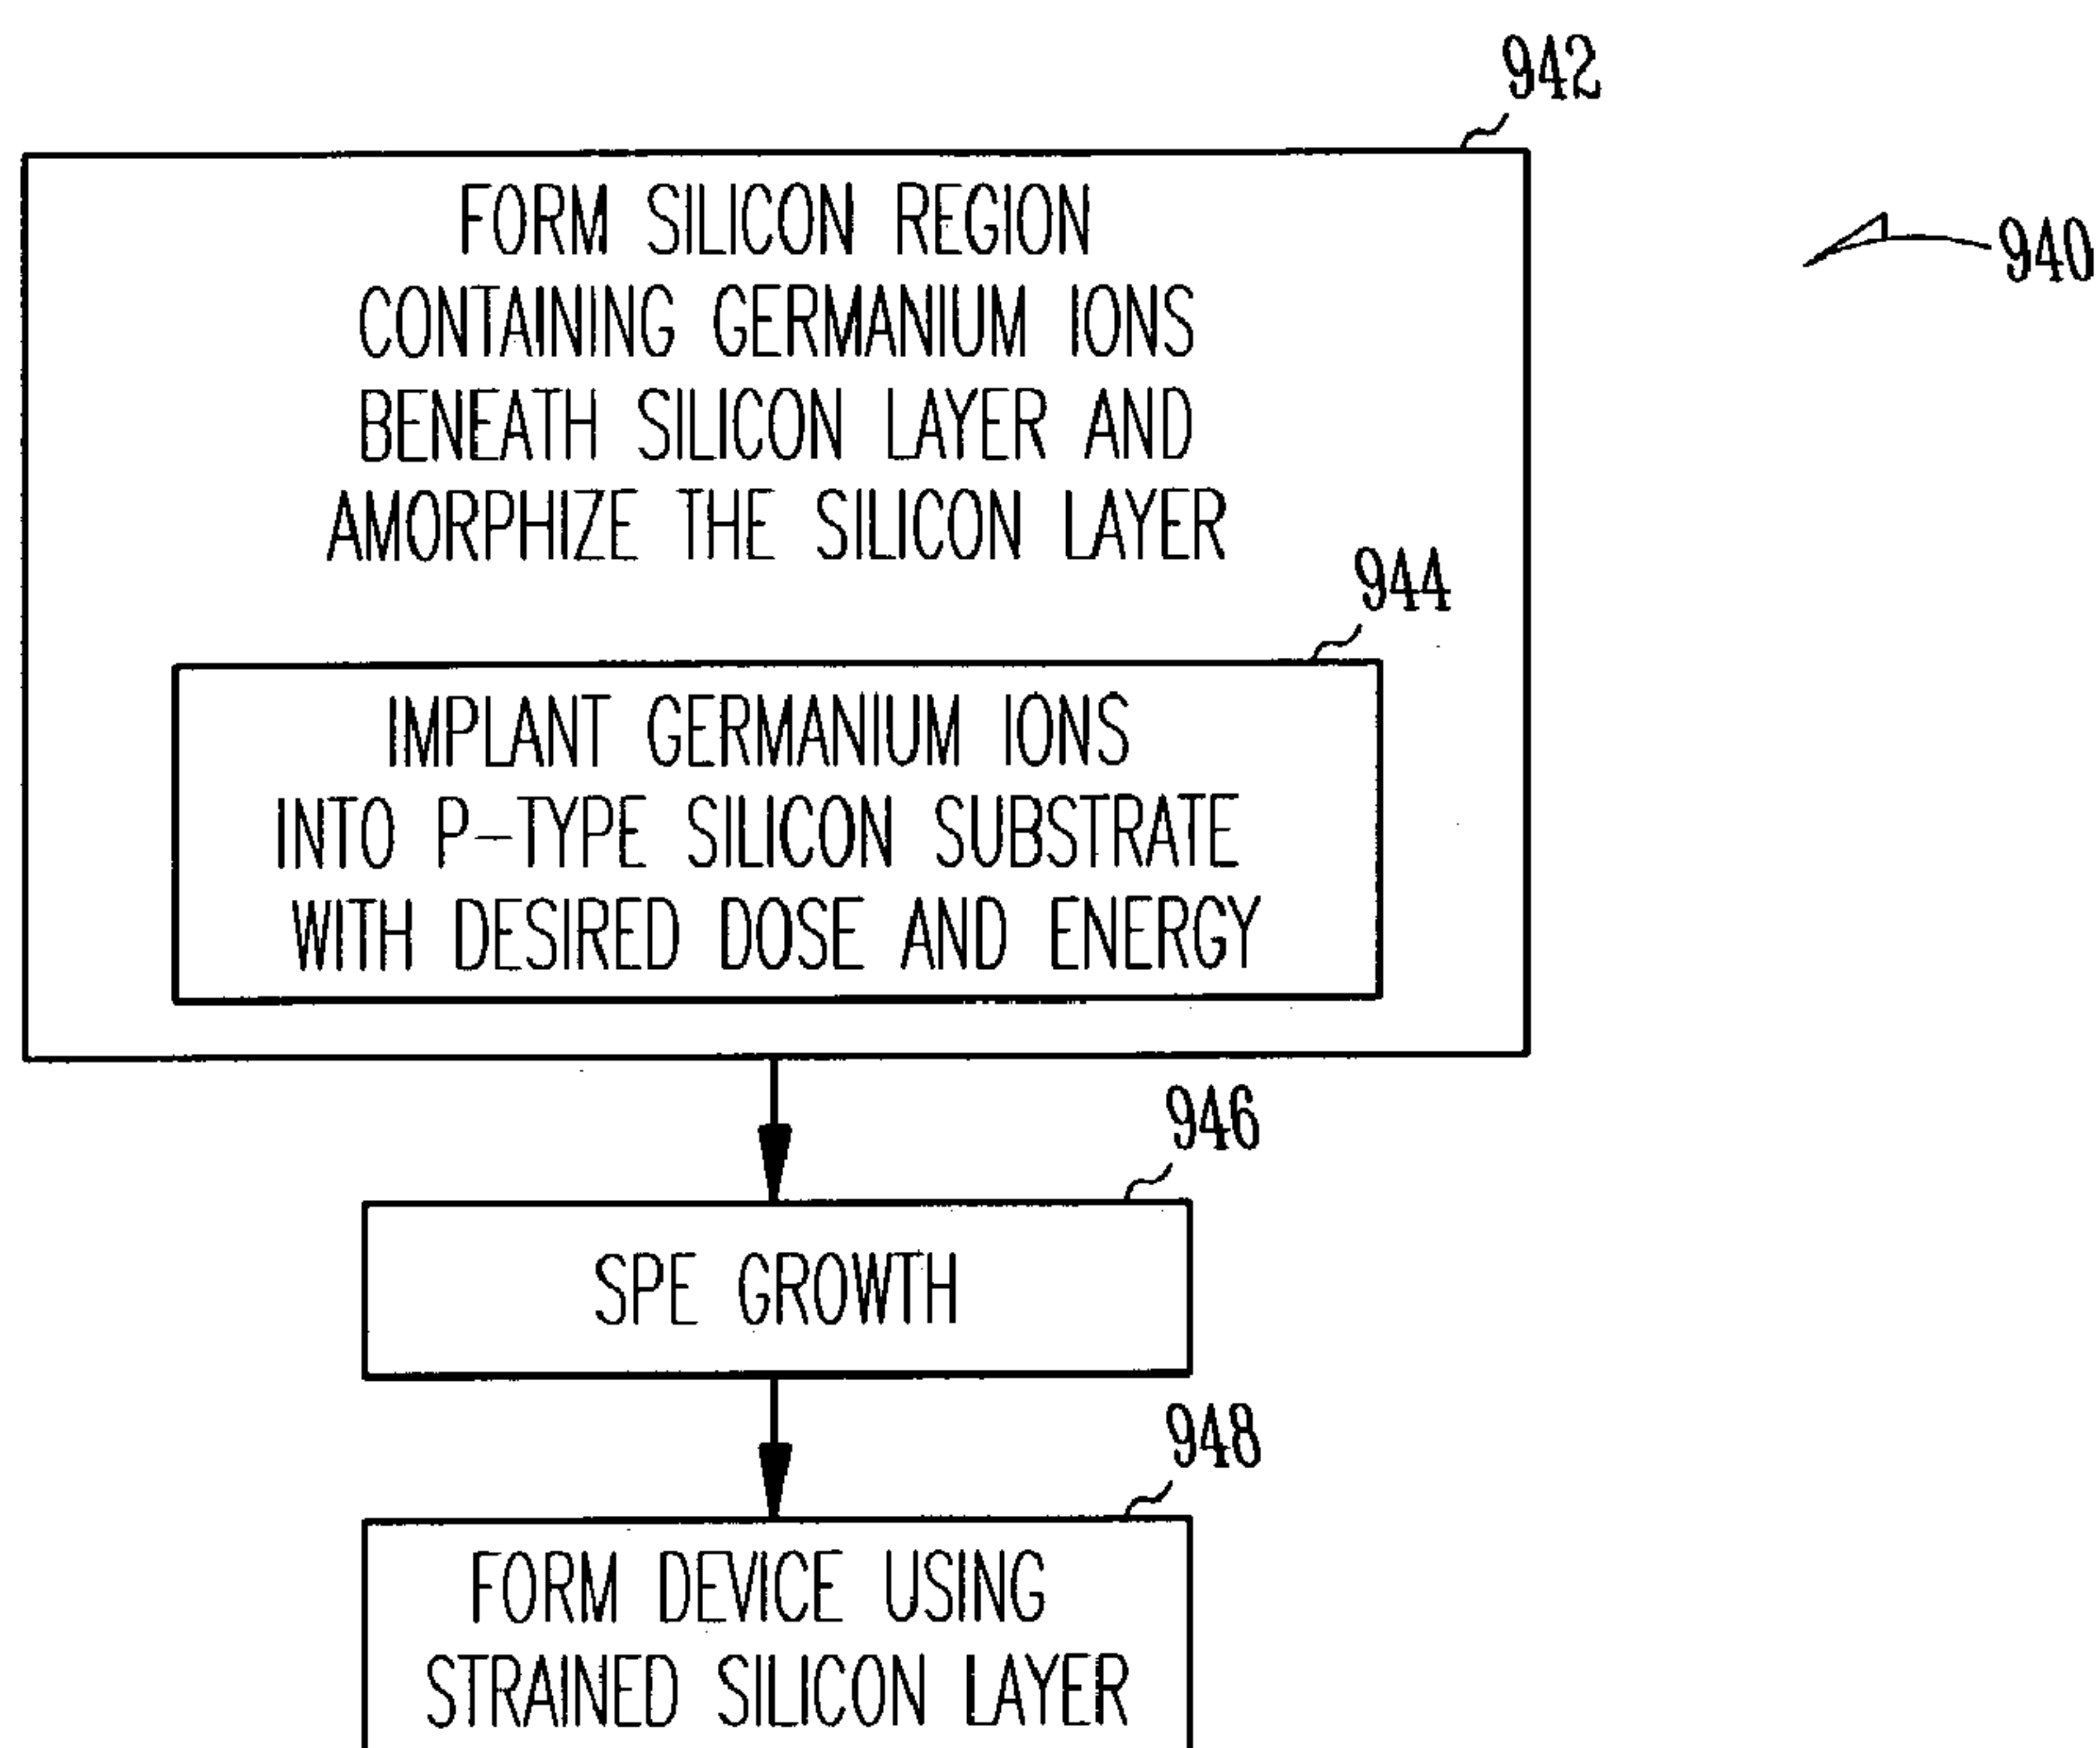 942
FORM SILICON REGION
CONTAINING GERMANIUM IONS
BENEATH SILICON LAYER AND
AMORPHIZE THE SILICON LAYER
940
944
IMPLANT GERMANIUM IONS
INTO P-TYPE SILICON SUBSTRATE
WITH DESIRED DOSE AND ENERGY
946
SPE GROWTH
948
FORM DEVICE USING
STRAINED SILICON LAYER